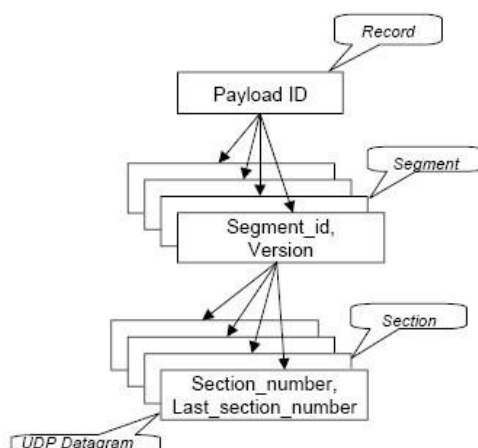 Record
Payload ID
Segment
Segment_id,
Version
Section
Section_number,
Last_section_number
UDP Datagram